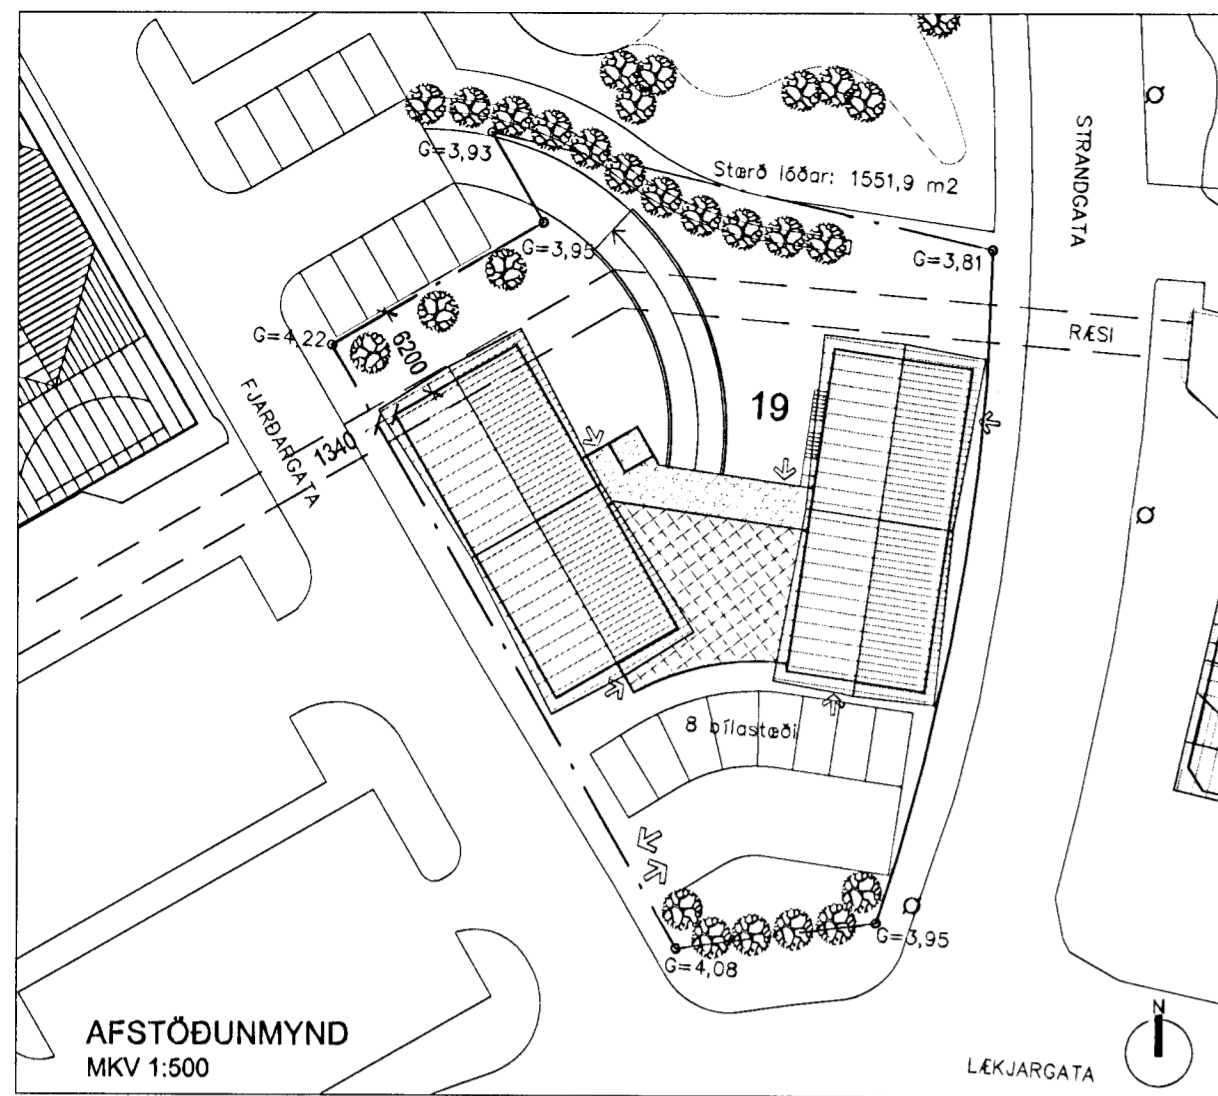 G=3,93
Stærð lóðar: 1551,9 m2
STRANDGATA
G=3,95
G=3,81
G=4,22
6200
RÆSI
FJARÐARGATA
1340
19
8 bílastæði
G=3,95
G=4,08
AFSTÖÐUNMYND
MKV 1:500
N
LÆKJARGATA